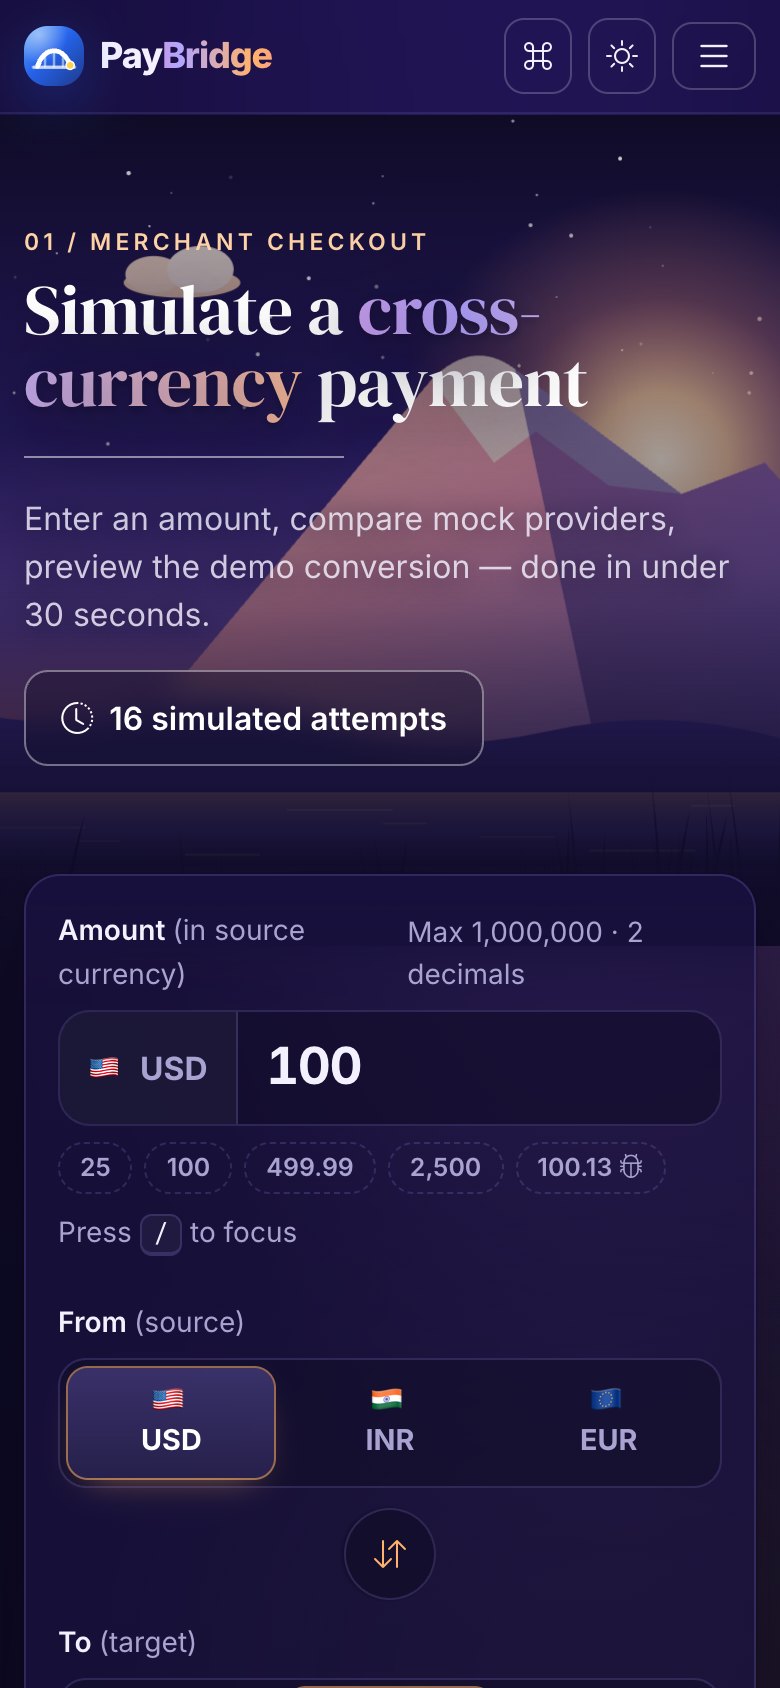 PayBridge
01 / MERCHANT CHECKOUT
Simulate a cross-
currency payment
Enter an amount, compare mock providers,
preview the demo conversion — done in under
30 seconds.
16 simulated attempts
Amount (in source
currency)
Max 1,000,000 · 2
decimals
USD
100
25
100
499.99
2,500
100.13
Press / to focus
From (source)
USD
INR
EUR
To (target)